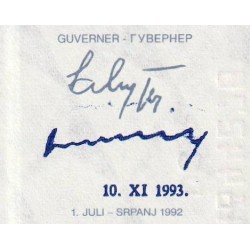 GUVERNER - ГУВЕРНЕР
10. XI 1993.
1. JULI - SRPANJ 1992